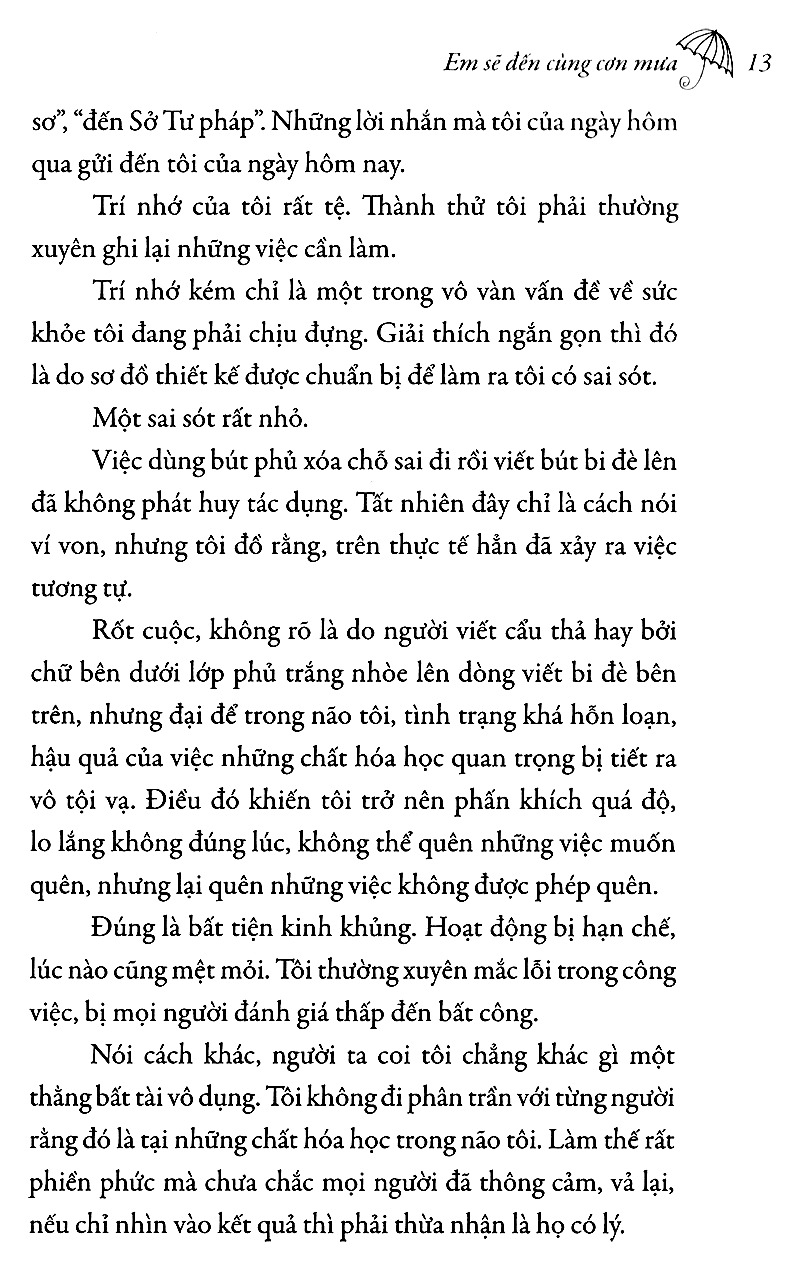 Em sẽ đến cùng cơn mưa 13
sơ”, “đến Sở Tư pháp”. Những lời nhắn mà tôi của ngày hôm
qua gửi đến tôi của ngày hôm nay.
Trí nhớ của tôi rất tệ. Thành thử tôi phải thường
xuyên ghi lại những việc cần làm.
Trí nhớ kém chỉ là một trong vô vàn vấn đề về sức
khỏe tôi đang phải chịu đựng. Giải thích ngắn gọn thì đó
là do sơ đồ thiết kế được chuẩn bị để làm ra tôi có sai sót.
Một sai sót rất nhỏ.
Việc dùng bút phủ xóa chỗ sai đi rồi viết bút bi đè lên
đã không phát huy tác dụng. Tất nhiên đây chỉ là cách nói
ví von, nhưng tôi đồ rằng, trên thực tế hẳn đã xảy ra việc
tương tự.
Rốt cuộc, không rõ là do người viết cẩu thả hay bởi
chữ bên dưới lớp phủ trắng nhòe lên dòng viết bi đè bên
trên, nhưng đại để trong não tôi, tình trạng khá hỗn loạn,
hậu quả của việc những chất hóa học quan trọng bị tiết ra
vô tội vạ. Điều đó khiến tôi trở nên phấn khích quá độ,
lo lắng không đúng lúc, không thể quên những việc muốn
quên, nhưng lại quên những việc không được phép quên.
Đúng là bất tiện kinh khủng. Hoạt động bị hạn chế,
lúc nào cũng mệt mỏi. Tôi thường xuyên mắc lỗi trong công
việc, bị mọi người đánh giá thấp đến bất công.
Nói cách khác, người ta coi tôi chẳng khác gì một
thằng bất tài vô dụng. Tôi không đi phân trần với từng người
rằng đó là tại những chất hóa học trong não tôi. Làm thế rất
phiền phức mà chưa chắc mọi người đã thông cảm, vả lại,
nếu chỉ nhìn vào kết quả thì phải thừa nhận là họ có lý.